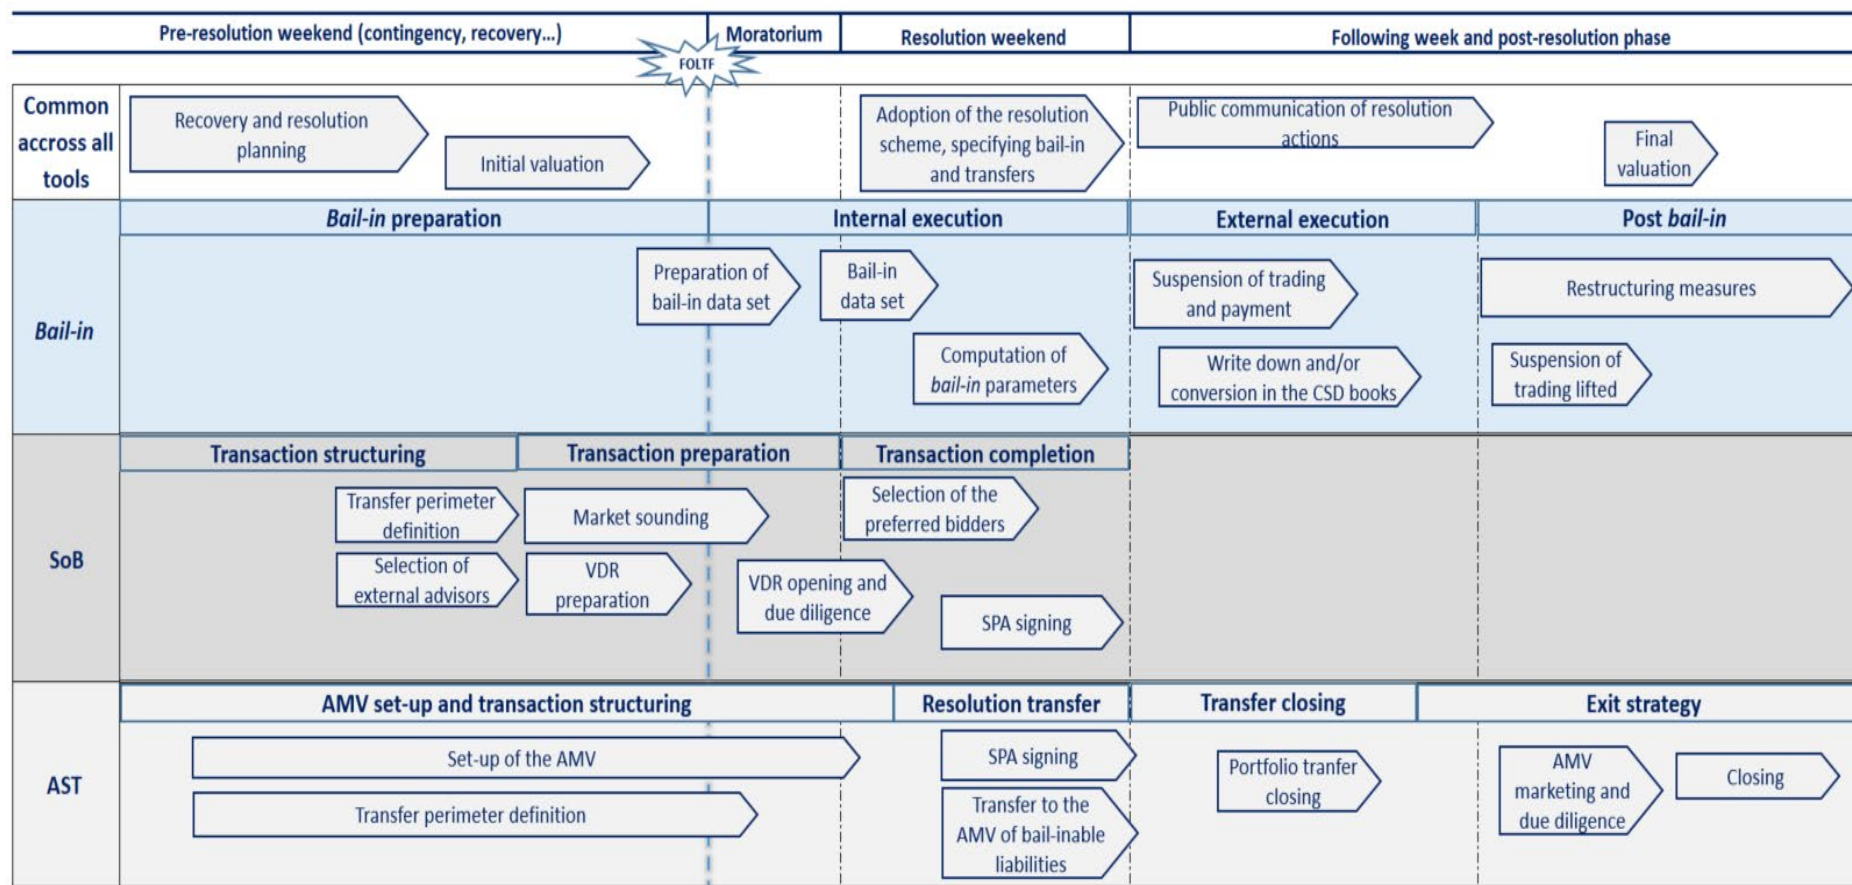 Pre-resolution weekend (contingency, recovery…)
Moratorium
Resolution weekend
Following week and post-resolution phase
FOLTF
Common
accross all
tools
Recovery and resolution
planning
Initial valuation
Adoption of the resolution
scheme, specifying bail-in
and transfers
Public communication of resolution
actions
Final
valuation
Bail-in preparation
Internal execution
External execution
Post bail-in
Bail-in
Preparation of
bail-in data set
Bail-in
data set
Computation of
bail-in parameters
Suspension of trading
and payment
Write down and/or
conversion in the CSD books
Restructuring measures
Suspension of
trading lifted
Transaction structuring
Transaction preparation
Transaction completion
SoB
Transfer perimeter
definition
Selection of
external advisors
Market sounding
VDR
preparation
VDR opening and
due diligence
Selection of the
preferred bidders
SPA signing
AMV set-up and transaction structuring
Resolution transfer
Transfer closing
Exit strategy
AST
Set-up of the AMV
Transfer perimeter definition
SPA signing
Transfer to the
AMV of bail-inable
liabilities
Portfolio tranfer
closing
AMV
marketing and
due diligence
Closing